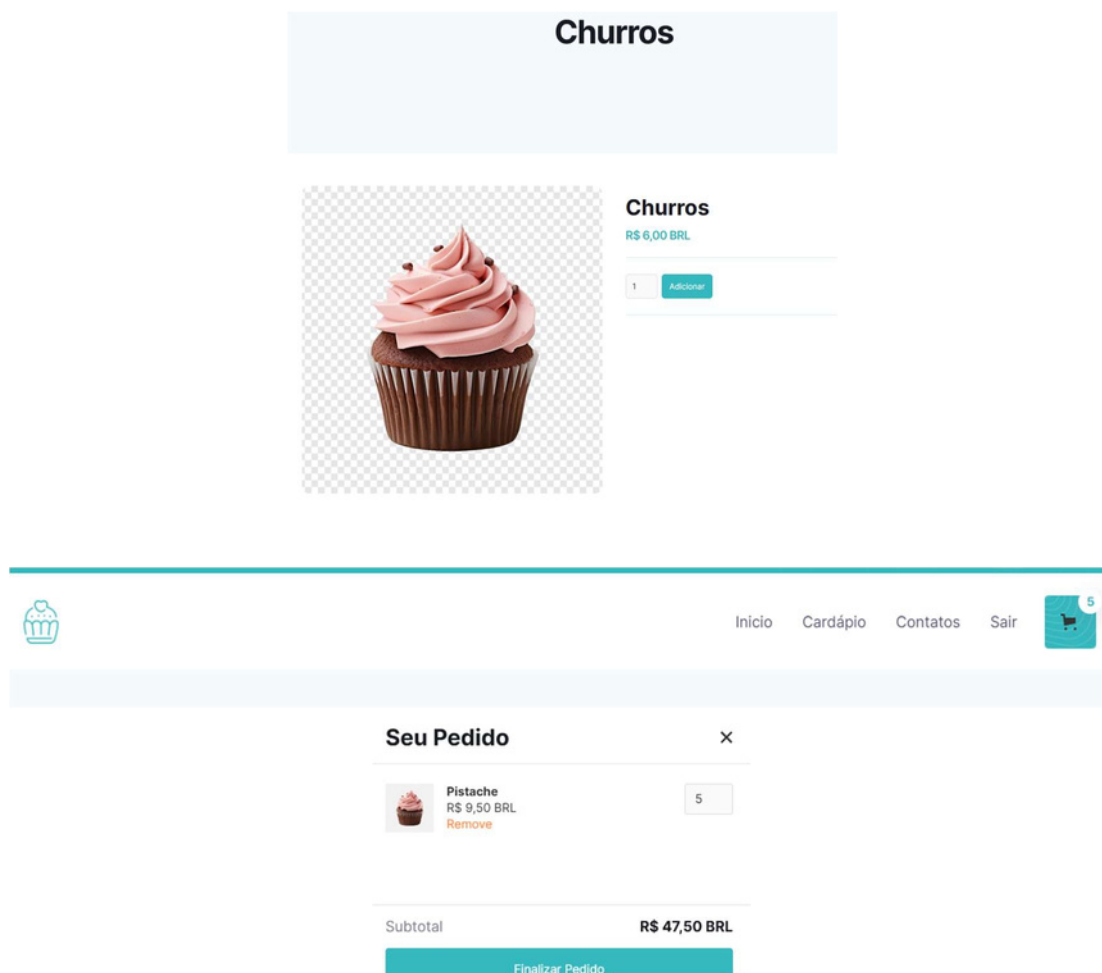 Churros
Churros
R$ 6,00 BRL
1 Adicionar
Inicio Cardápio Contatos Sair 5
Seu Pedido ×
Pistache
R$ 9,50 BRL
5
Remove
Subtotal R$ 47,50 BRL
Finalizar Pedido